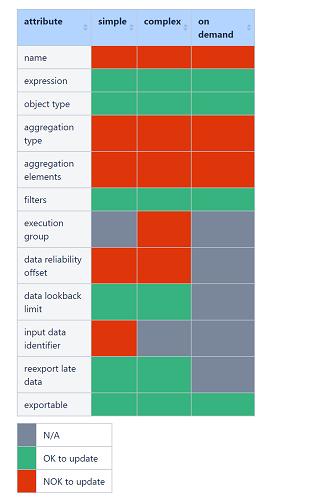 attribute simple complex on
demand
name
expression
object type
aggregation
type
aggregation
elements
filters
execution
group
data reliability
offset
data lookback
limit
input data
identifier
reexport late
data
exportable
N/A
OK to update
NOK to update